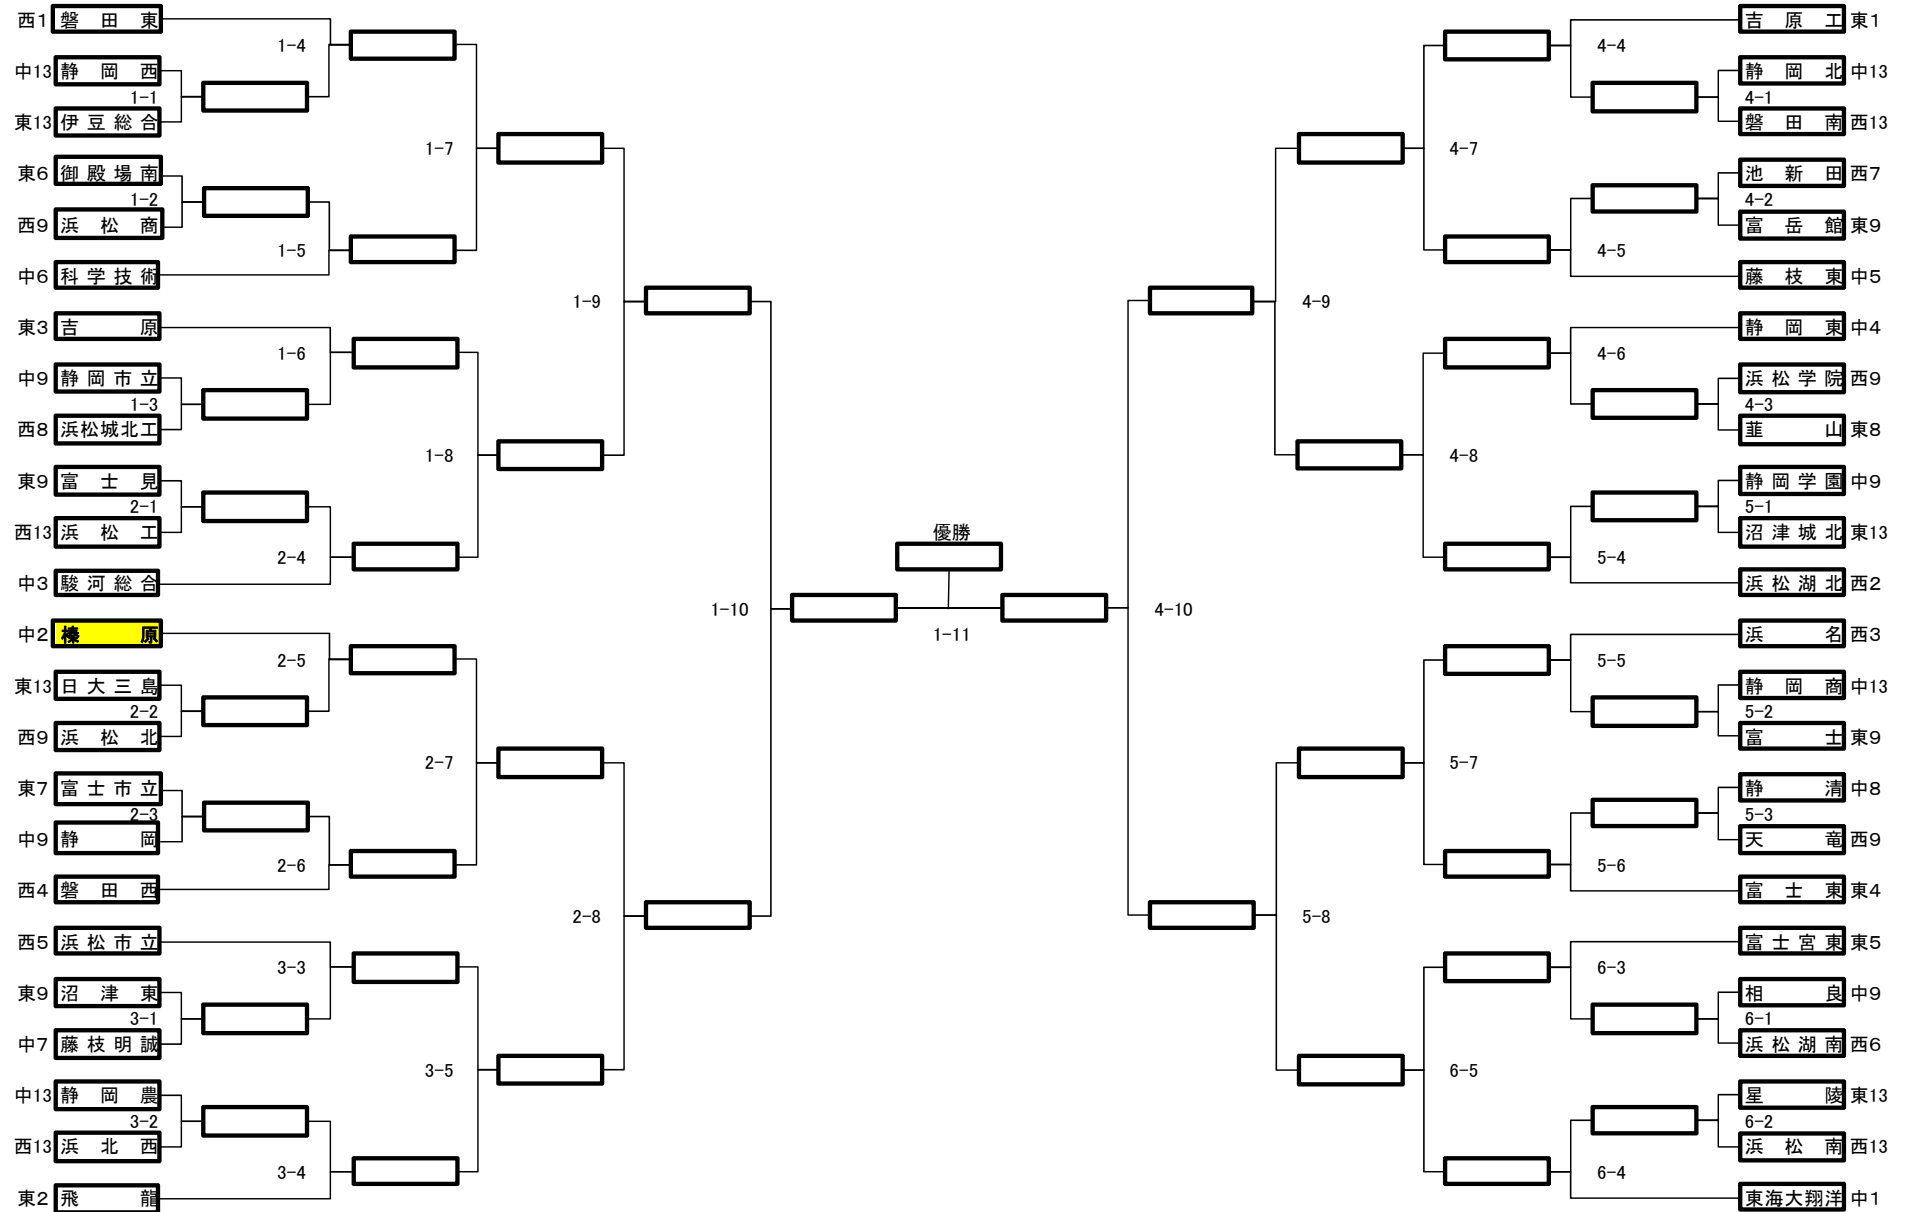 西1 磐田東
1-4
中13 静岡西
1-1
東13 伊豆総合
1-7
東6 御殿場南
1-2
西9 浜松商
1-5
中6 科学技術
1-9
東3 吉原
1-6
中9 静岡市立
1-3
西8 浜松城北工
1-8
東9 富士見
2-1
西13 浜松工
2-4
中3 駿河総合
1-10
中2 榛原
2-5
東13 日大三島
2-2
西9 浜松北
2-7
東7 富士市立
2-3
中9 静岡
2-6
西4 磐田西
2-8
西5 浜松市立
3-3
東9 沼津東
3-1
中7 藤枝明誠
3-5
中13 静岡農
3-2
西13 浜北西
3-4
東2 飛龍
優勝
1-11
吉原工 東1
4-4
静岡北 中13
4-1
磐田南 西13
4-7
池新田 西7
4-2
富岳館 東9
4-5
藤枝東 中5
4-9
静岡東 中4
4-6
浜松学院 西9
4-3
韮山 東8
4-8
静岡学園 中9
5-1
沼津城北 東13
5-4
浜松湖北 西2
4-10
浜名 西3
5-5
静岡商 中13
5-2
富士 東9
5-7
静清 中8
5-3
天竜 西9
5-6
富士東 東4
5-8
富士宮東 東5
6-3
相良 中9
6-1
浜松湖南 西6
6-5
星陵 東13
6-2
浜松南 西13
6-4
東海大翔洋 中1